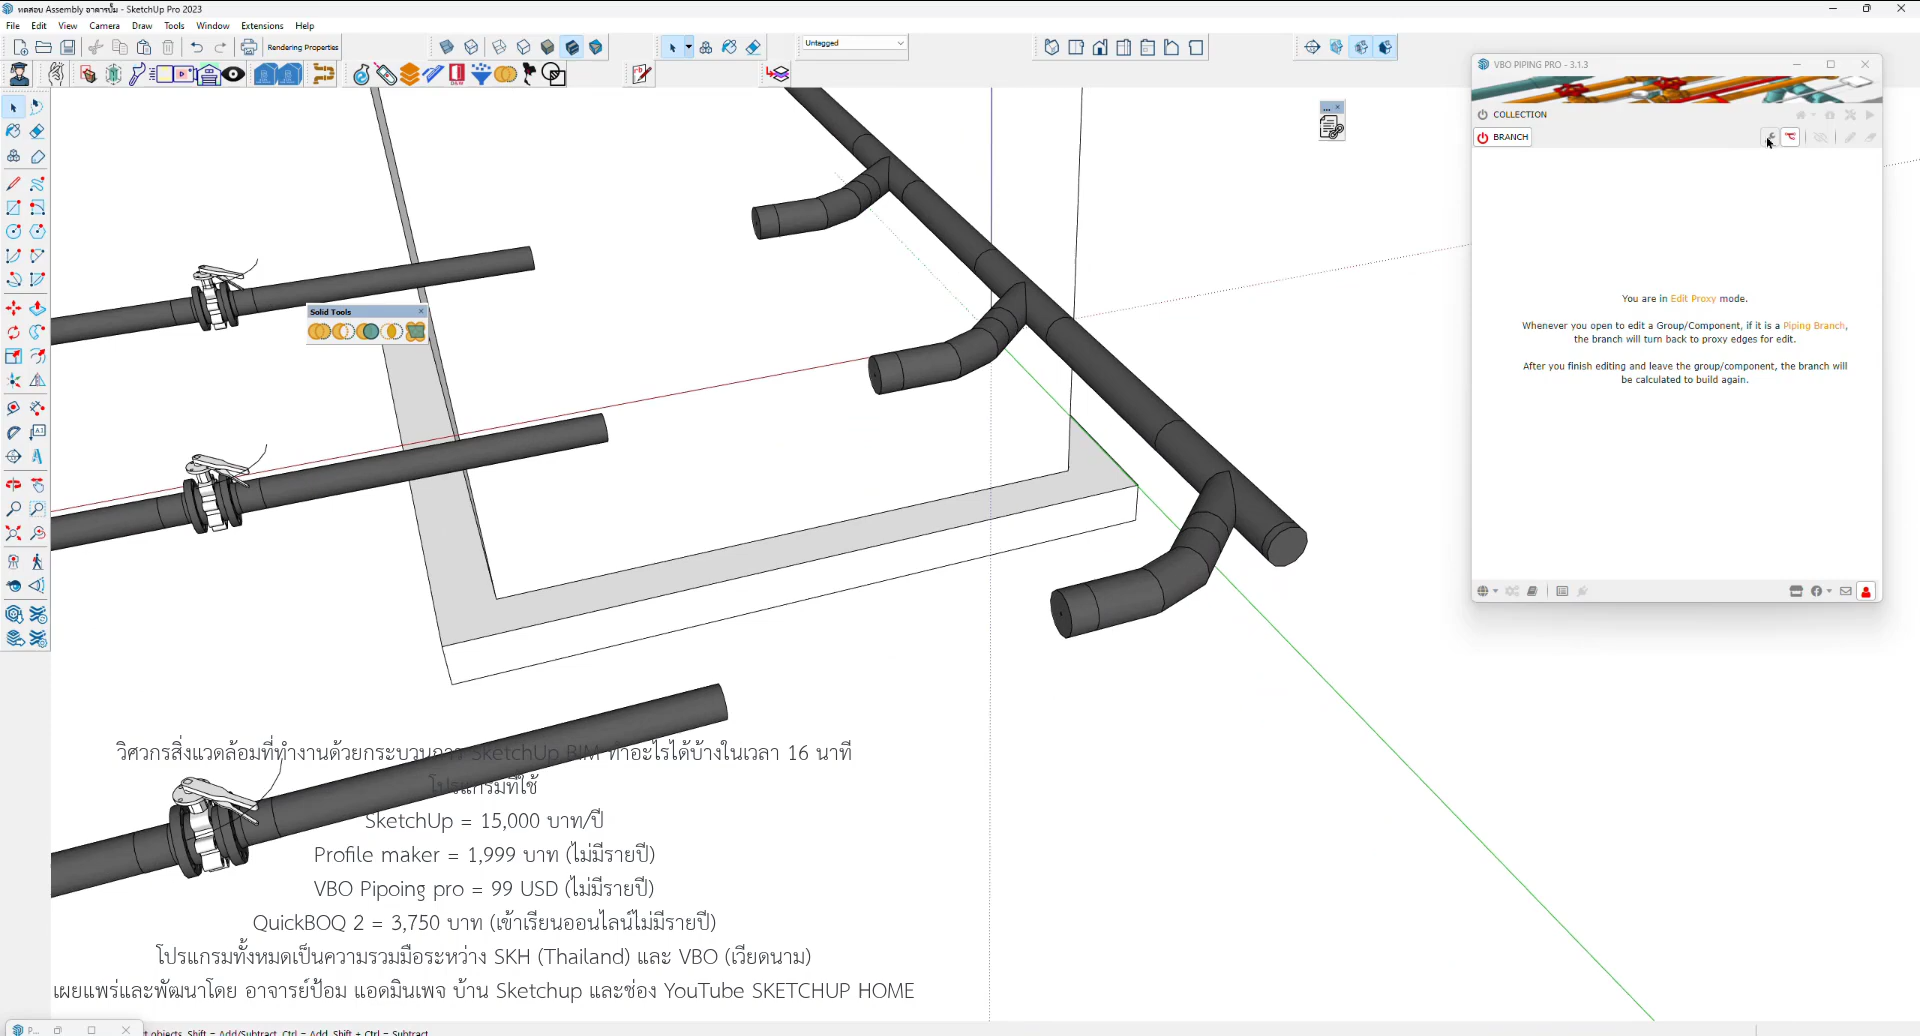 ทดสอบ Assembly อาคารปั๊ม - SketchUp Pro 2023
File Edit View Camera Draw Tools Window Extensions Help
Rendering Properties
Untagged
VBO PIPING PRO - 3.1.3
COLLECTION
BRANCH
You are in Edit Proxy mode.
Whenever you open to edit a Group/Component, if it is a Piping Branch,
the branch will turn back to proxy edges for edit.
After you finish editing and leave the group/component, the branch will
be calculated to build again.
Solid Tools
วิศวกรสิ่งแวดล้อมที่ทำงานด้วยกระบวนการ SketchUp BIM ทำอะไรได้บ้างในเวลา 16 นาที
โปรแกรมที่ใช้
SketchUp = 15,000 บาท/ปี
Profile maker = 1,999 บาท (ไม่มีรายปี)
VBO Pipoing pro = 99 USD (ไม่มีรายปี)
QuickBOQ 2 = 3,750 บาท (เข้าเรียนออนไลน์ไม่มีรายปี)
โปรแกรมทั้งหมดเป็นความรวมมือระหว่าง SKH (Thailand) และ VBO (เวียดนาม)
เผยแพร่และพัฒนาโดย อาจารย์ป้อม แอดมินเพจ บ้าน Sketchup และช่อง YouTube SKETCHUP HOME
P...
t objects. Shift = Add/Subtract. Ctrl = Add. Shift + Ctrl = Subtract.